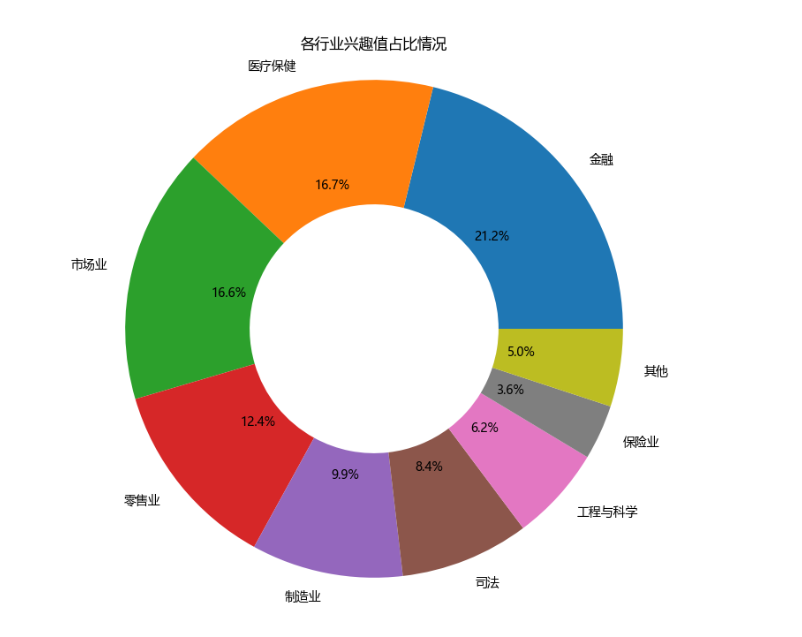 各行业兴趣值占比情况
医疗保健
金融
16.7%
21.2%
市场业
16.6%
5.0%
其他
3.6%
保险业
12.4%
6.2%
9.9%
8.4%
零售业
工程与科学
制造业
司法